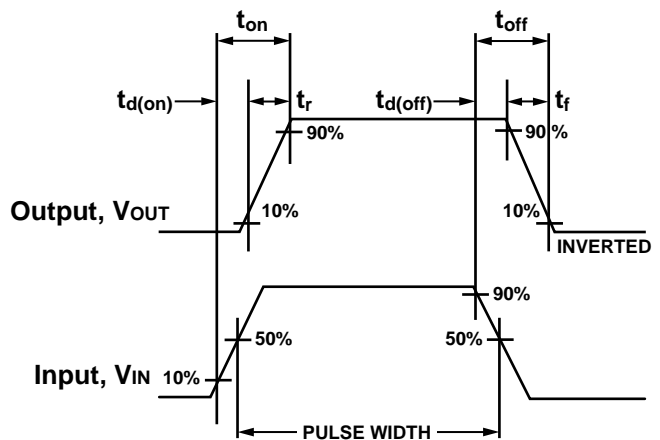 ton
toff
td(on)
tr
td(off)
tf
90%
90 %
Output, VOUT
10%
10%
INVERTED
90%
50%
50%
Input, VIN
10%
PULSE WIDTH